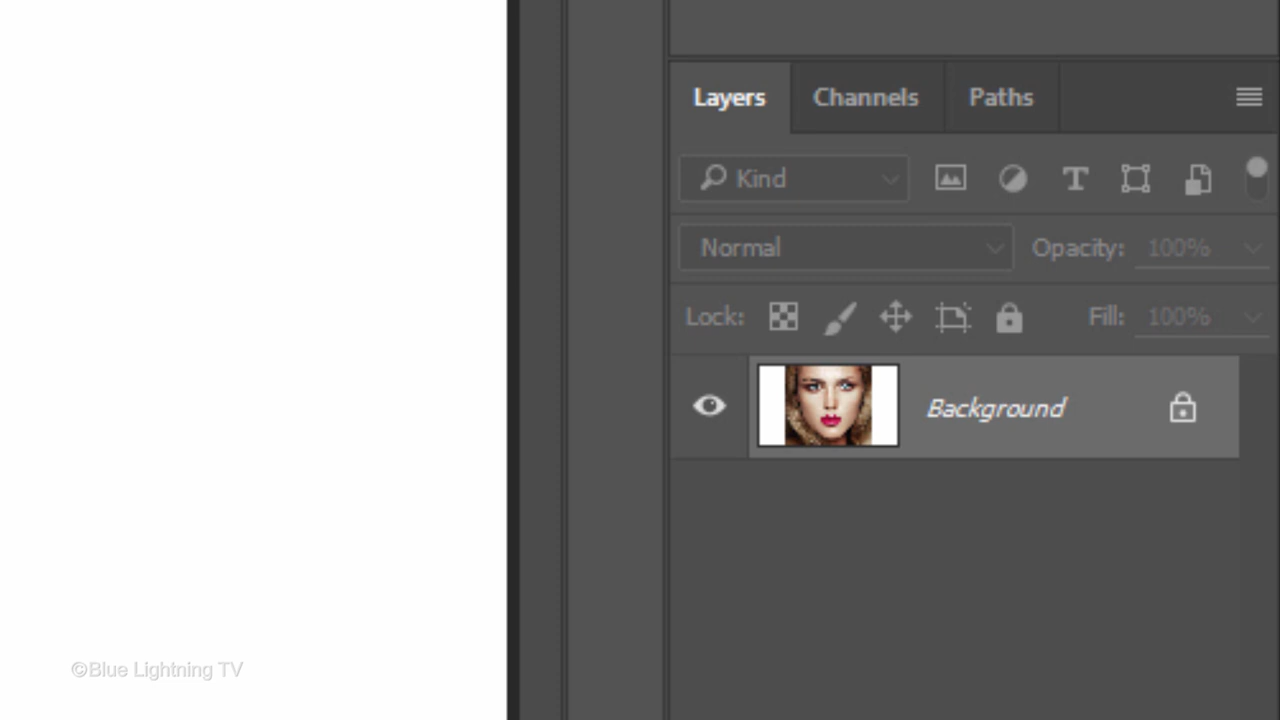 Layers Channels Paths
Kind
Normal Opacity: 100%
Lock: Fill: 100%
Background
©Blue Lightning TV